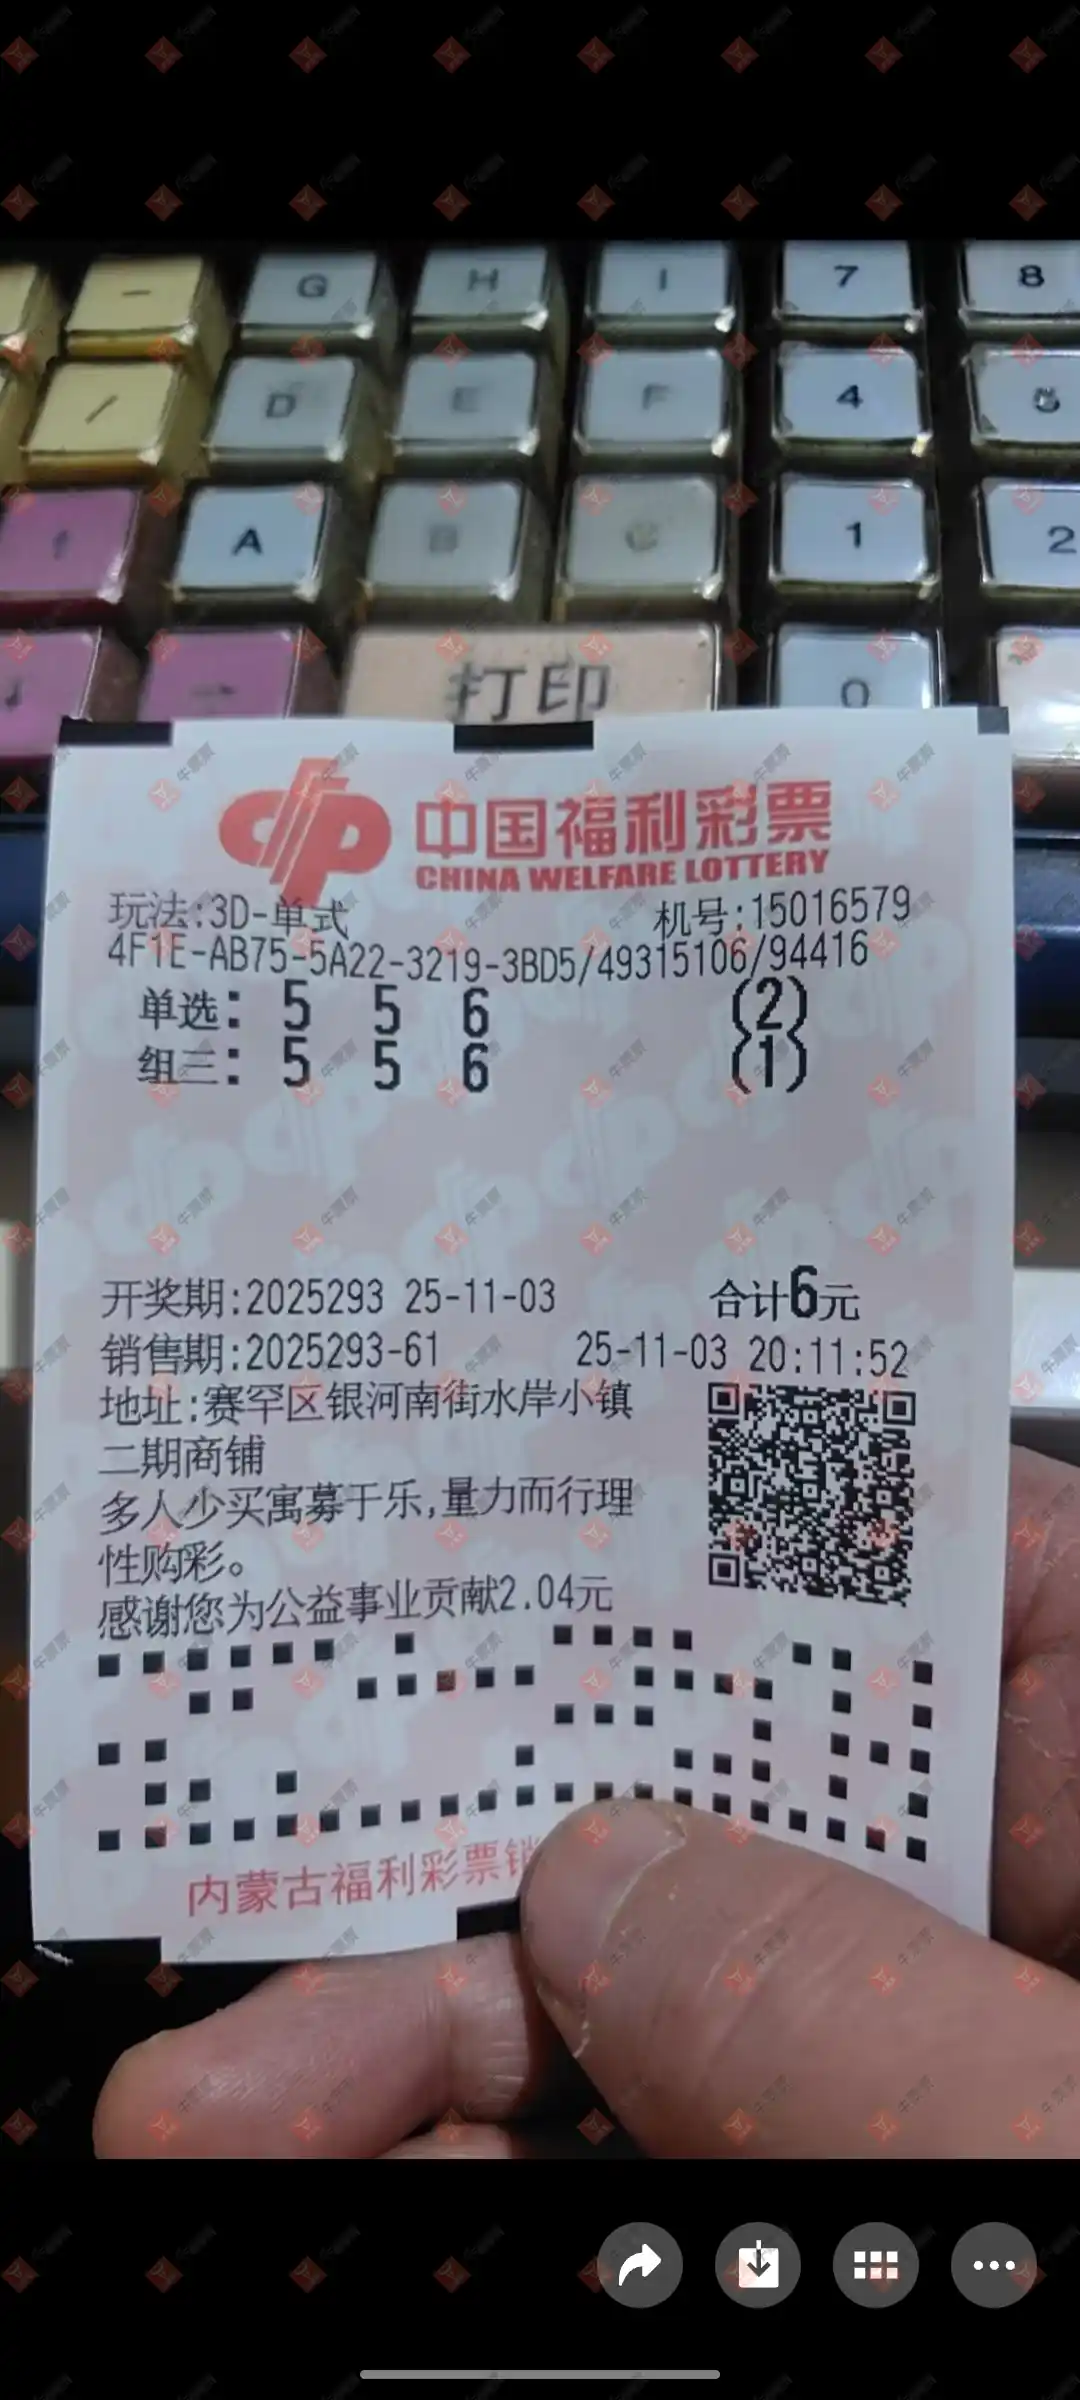 - G H I 7 8
/ D E F 4 5
A B C 1 2
打印 0
中国福利彩票
CHINA WELFARE LOTTERY
玩法:3D-单式 机号:15016579
4F1E-AB75-5A22-3219-3BD5/49315106/94416
单选: 5 5 6 (2)
组三: 5 5 6 (1)
开奖期:2025293 25-11-03 合计6元
销售期:2025293-61 25-11-03 20:11:52
地址:赛罕区银河南街水岸小镇
二期商铺
多人少买寓募于乐,量力而行理
性购彩。
感谢您为公益事业贡献2.04元
内蒙古福利彩票销
牛票票